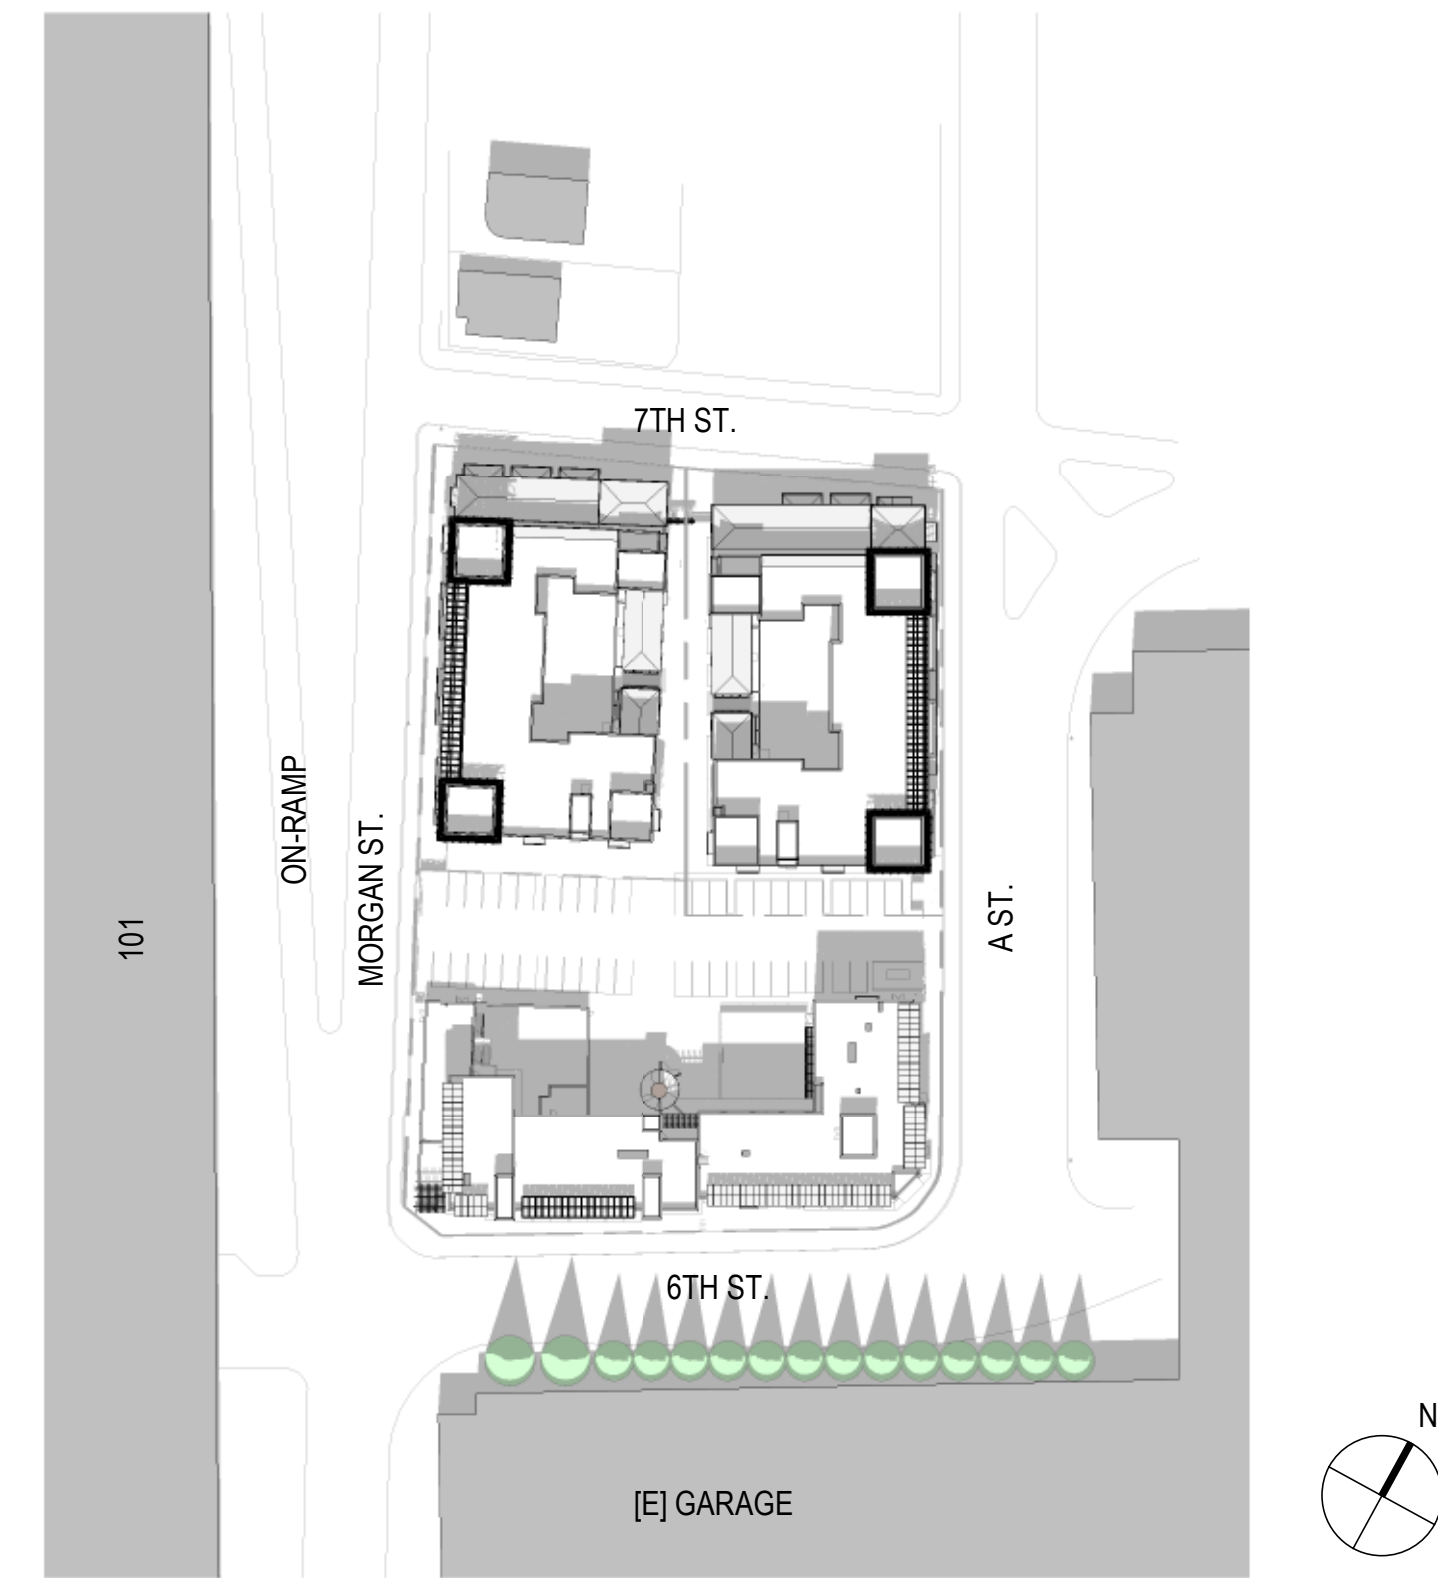 7TH ST.
ON-RAMP
MORGAN ST.
A ST.
101
6TH ST.
N
[E] GARAGE